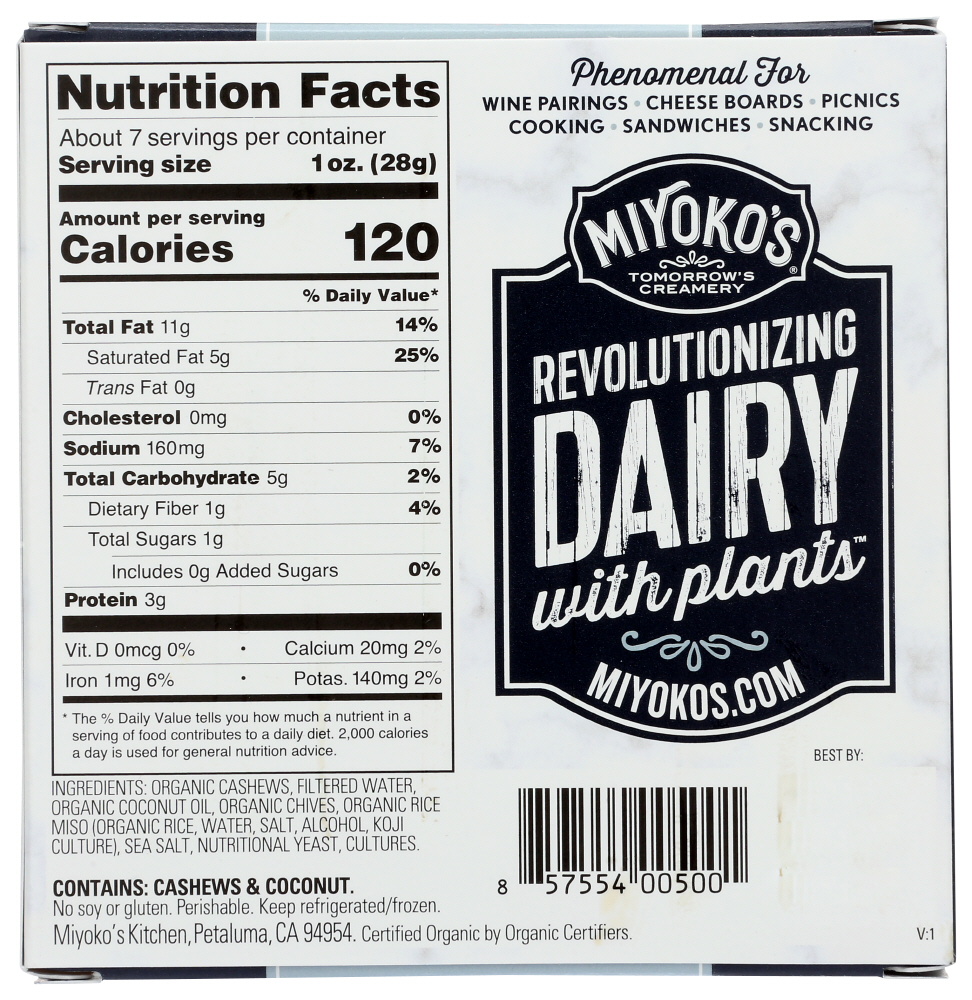 Nutrition Facts
About 7 servings per container
Serving size 1 oz. (28g)
Amount per serving
Calories 120
% Daily Value*
Total Fat 11g 14%
Saturated Fat 5g 25%
Trans Fat 0g
Cholesterol 0mg 0%
Sodium 160mg 7%
Total Carbohydrate 5g 2%
Dietary Fiber 1g 4%
Total Sugars 1g
Includes 0g Added Sugars 0%
Protein 3g
Vit. D 0mcg 0% • Calcium 20mg 2%
Iron 1mg 6% • Potas. 140mg 2%
* The % Daily Value tells you how much a nutrient in a
serving of food contributes to a daily diet. 2,000 calories
a day is used for general nutrition advice.
INGREDIENTS: ORGANIC CASHEWS, FILTERED WATER,
ORGANIC COCONUT OIL, ORGANIC CHIVES, ORGANIC RICE
MISO (ORGANIC RICE, WATER, SALT, ALCOHOL, KOJI
CULTURE), SEA SALT, NUTRITIONAL YEAST, CULTURES.
CONTAINS: CASHEWS & COCONUT.
No soy or gluten. Perishable. Keep refrigerated/frozen.
Miyoko's Kitchen, Petaluma, CA 94954. Certified Organic by Organic Certifiers.
Phenomenal For
WINE PAIRINGS • CHEESE BOARDS • PICNICS
COOKING • SANDWICHES • SNACKING
MIYOKO'S®
TOMORROW'S
CREAMERY
REVOLUTIONIZING
DAIRY
with plants™
MIYOKOS.COM
BEST BY:
8 57554 00500
V:1